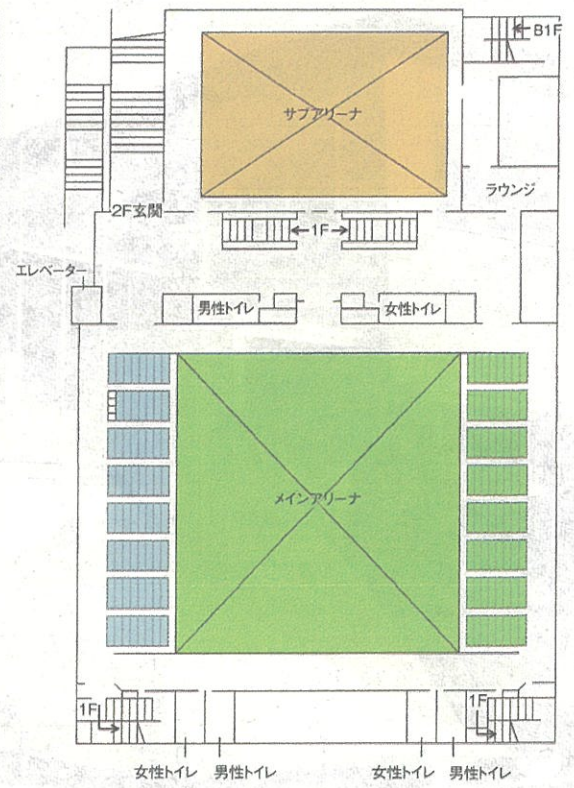 B1F
サブアリーナ
ラウンジ
2F玄関
1F
エレベーター
男性トイレ
女性トイレ
メインアリーナ
1F
1F
女性トイレ
男性トイレ
女性トイレ
男性トイレ